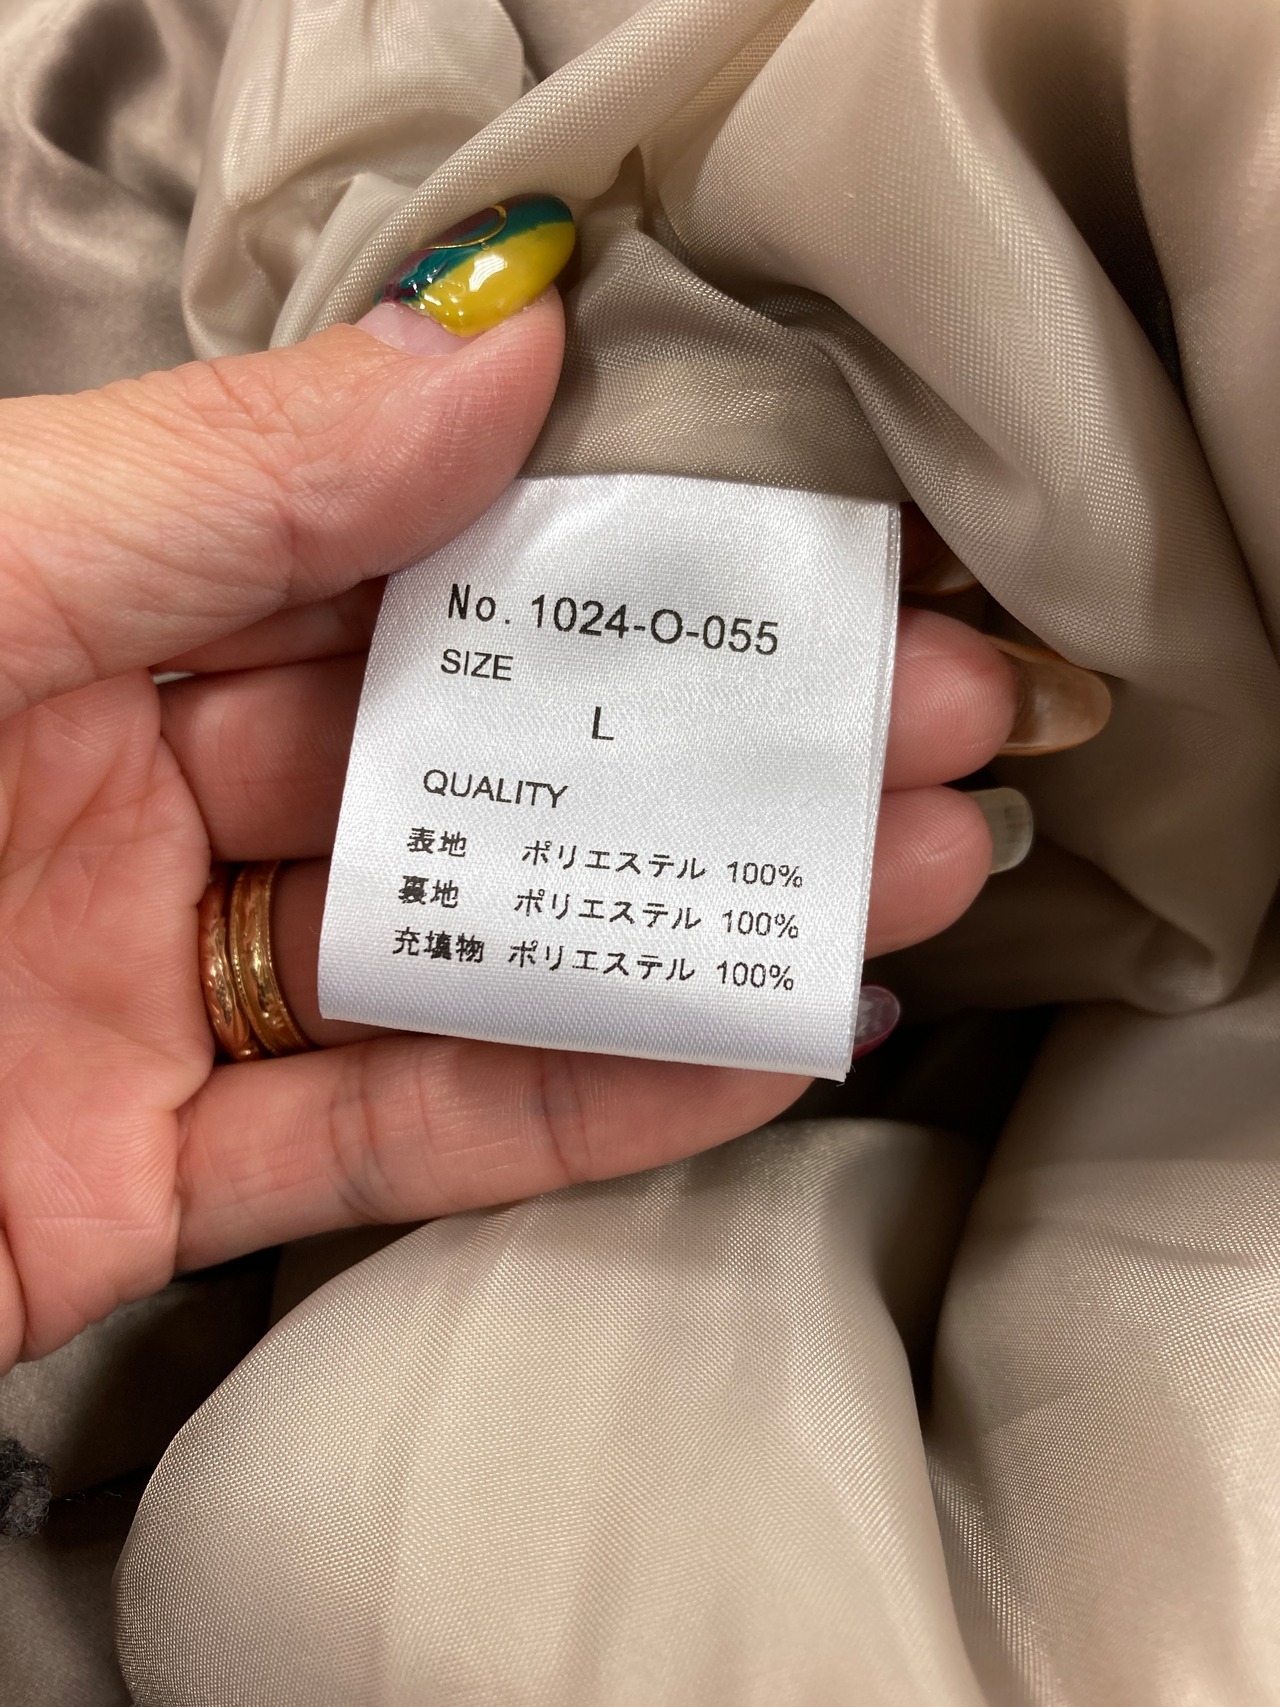 No. 1024-O-055
SIZE
L
QUALITY
表地 ポリエステル 100%
裏地 ポリエステル 100%
充填物 ポリエステル 100%